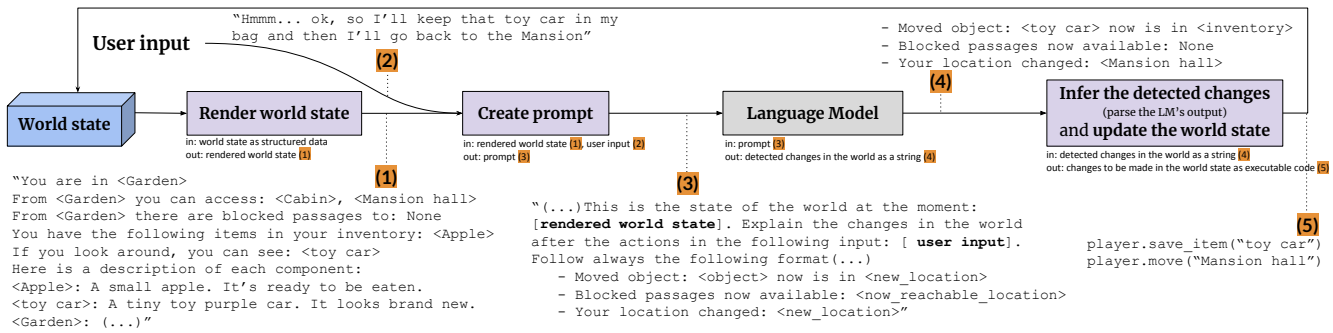 “Hmmm... ok, so I’ll keep that toy car in my
bag and then I’ll go back to the Mansion”
User input
(2)
- Moved object: <toy car> now is in <inventory>
- Blocked passages now available: None
- Your location changed: <Mansion hall>
(4)
World state
Render world state
in: world state as structured data
out: rendered world state (1)
Create prompt
in: rendered world state (1), user input (2)
out: prompt (3)
Language Model
in: prompt (3)
out: detected changes in the world as a string (4)
Infer the detected changes
(parse the LM’s output)
and update the world state
in: detected changes in the world as a string (4)
out: changes to be made in the world state as executable code (5)
(1)
“You are in <Garden>
From <Garden> you can access: <Cabin>, <Mansion hall>
From <Garden> there are blocked passages to: None
You have the following items in your inventory: <Apple>
If you look around, you can see: <toy car>
Here is a description of each component:
<Apple>: A small apple. It’s ready to be eaten.
<toy car>: A tiny toy purple car. It looks brand new.
<Garden>: (...)”
(3)
“(...)This is the state of the world at the moment:
[rendered world state]. Explain the changes in the world
after the actions in the following input: [ user input].
Follow always the following format(...)
- Moved object: <object> now is in <new_location>
- Blocked passages now available: <now_reachable_location>
- Your location changed: <new_location>”
(5)
player.save_item(“toy car”)
player.move(“Mansion hall”)